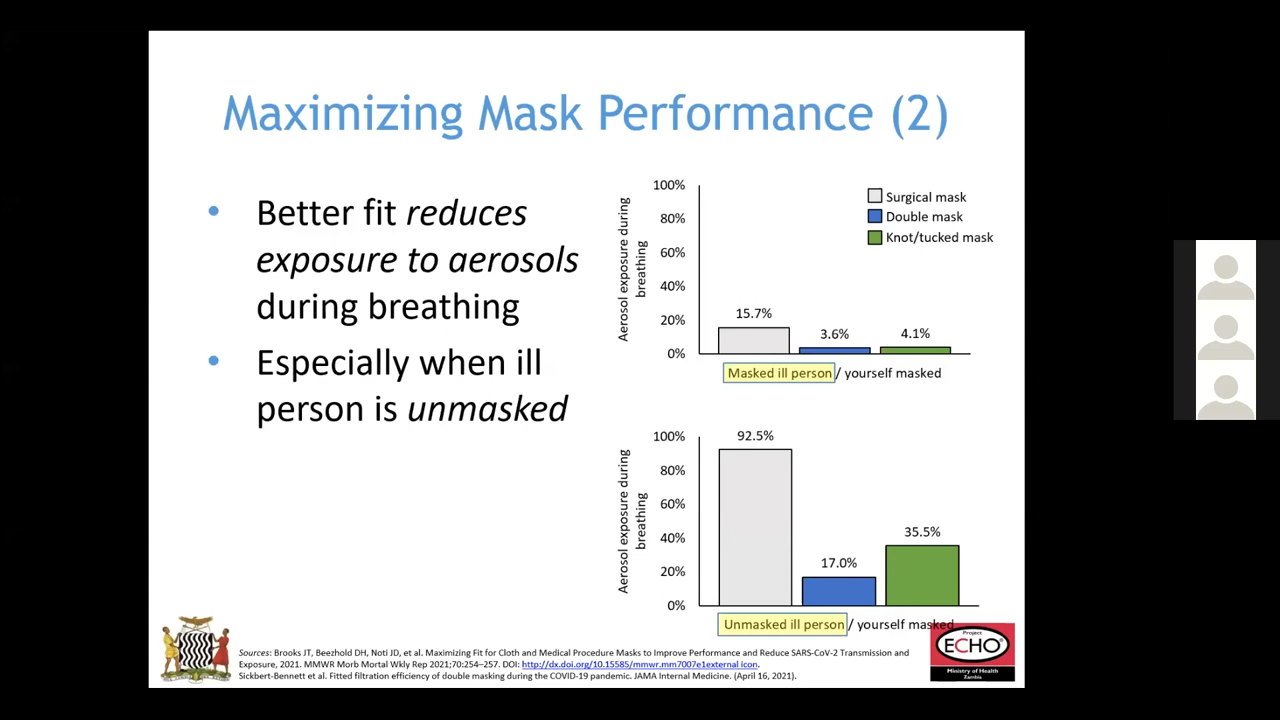 Maximizing Mask Performance (2)
• Better fit reduces
exposure to aerosols
during breathing
• Especially when ill
person is unmasked
Aerosol exposure during
breathing
100%
80%
60%
40%
20%
0%
Surgical mask
Double mask
Knot/tucked mask
15.7%
3.6%
4.1%
Masked ill person / yourself masked
Aerosol exposure during
breathing
100%
80%
60%
40%
20%
0%
92.5%
17.0%
35.5%
Unmasked ill person / yourself masked
Sources: Brooks JT, Beezhold DH, Noti JD, et al. Maximizing Fit for Cloth and Medical Procedure Masks to Improve Performance and Reduce SARS-CoV-2 Transmission and
Exposure, 2021. MMWR Morb Mortal Wkly Rep 2021;70:254–257. DOI: http://dx.doi.org/10.15585/mmwr.mm7007e1external icon.
Sickbert-Bennett et al. Fitted filtration efficiency of double masking during the COVID-19 pandemic. JAMA Internal Medicine. (April 16, 2021).
Project
ECHO®
Ministry of Health
Zambia